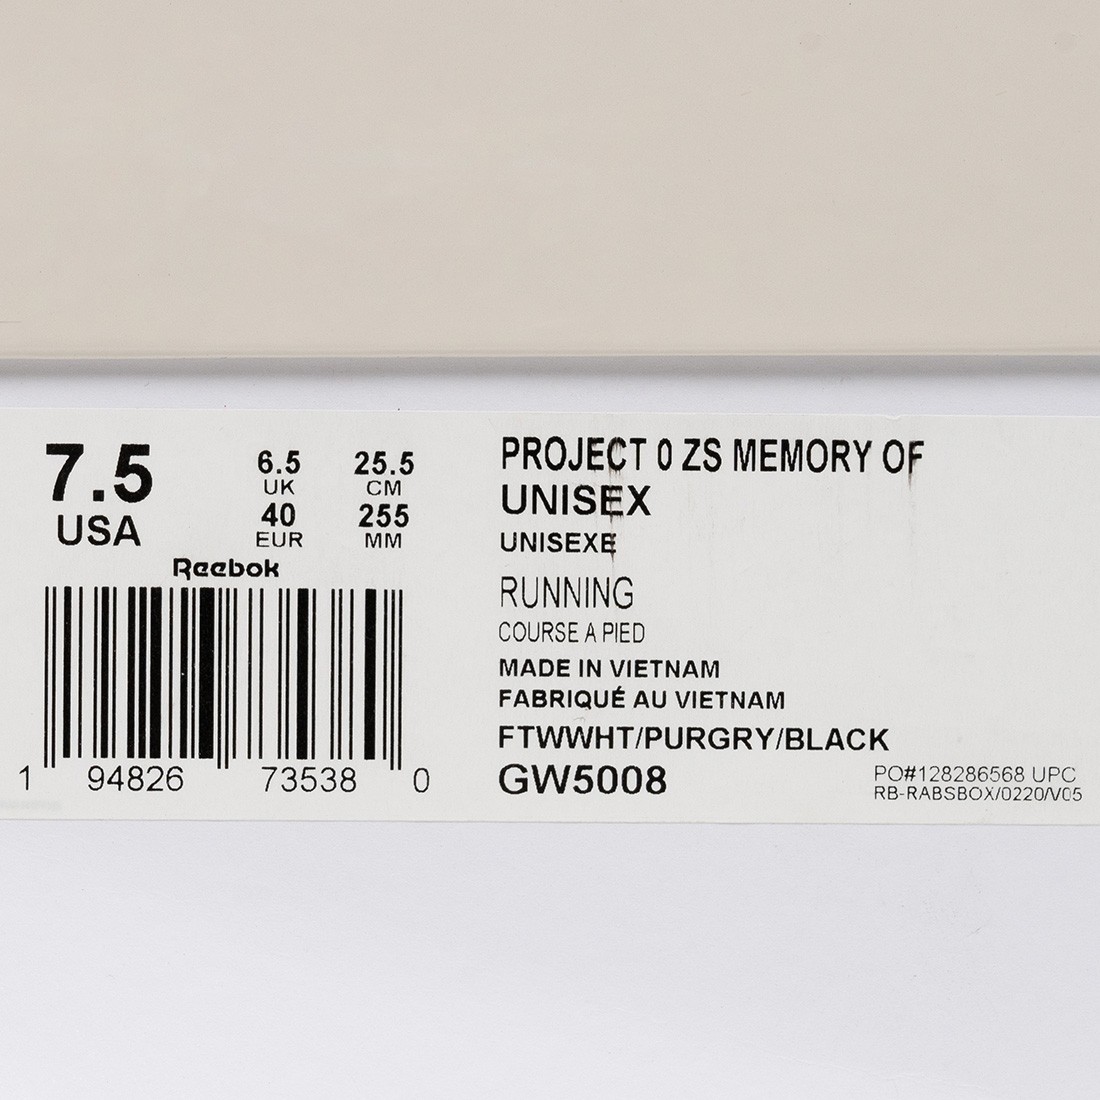 7.5
USA
6.5
UK
40
EUR
25.5
CM
255
MM
Reebok
1 94826 73538 0
PROJECT 0 ZS MEMORY OF
UNISEX
UNISEXE
RUNNING
COURSE A PIED
MADE IN VIETNAM
FABRIQUÉ AU VIETNAM
FTWWHT/PURGRY/BLACK
GW5008
PO#128286568 UPC
RB-RABSBOX/0220/V05